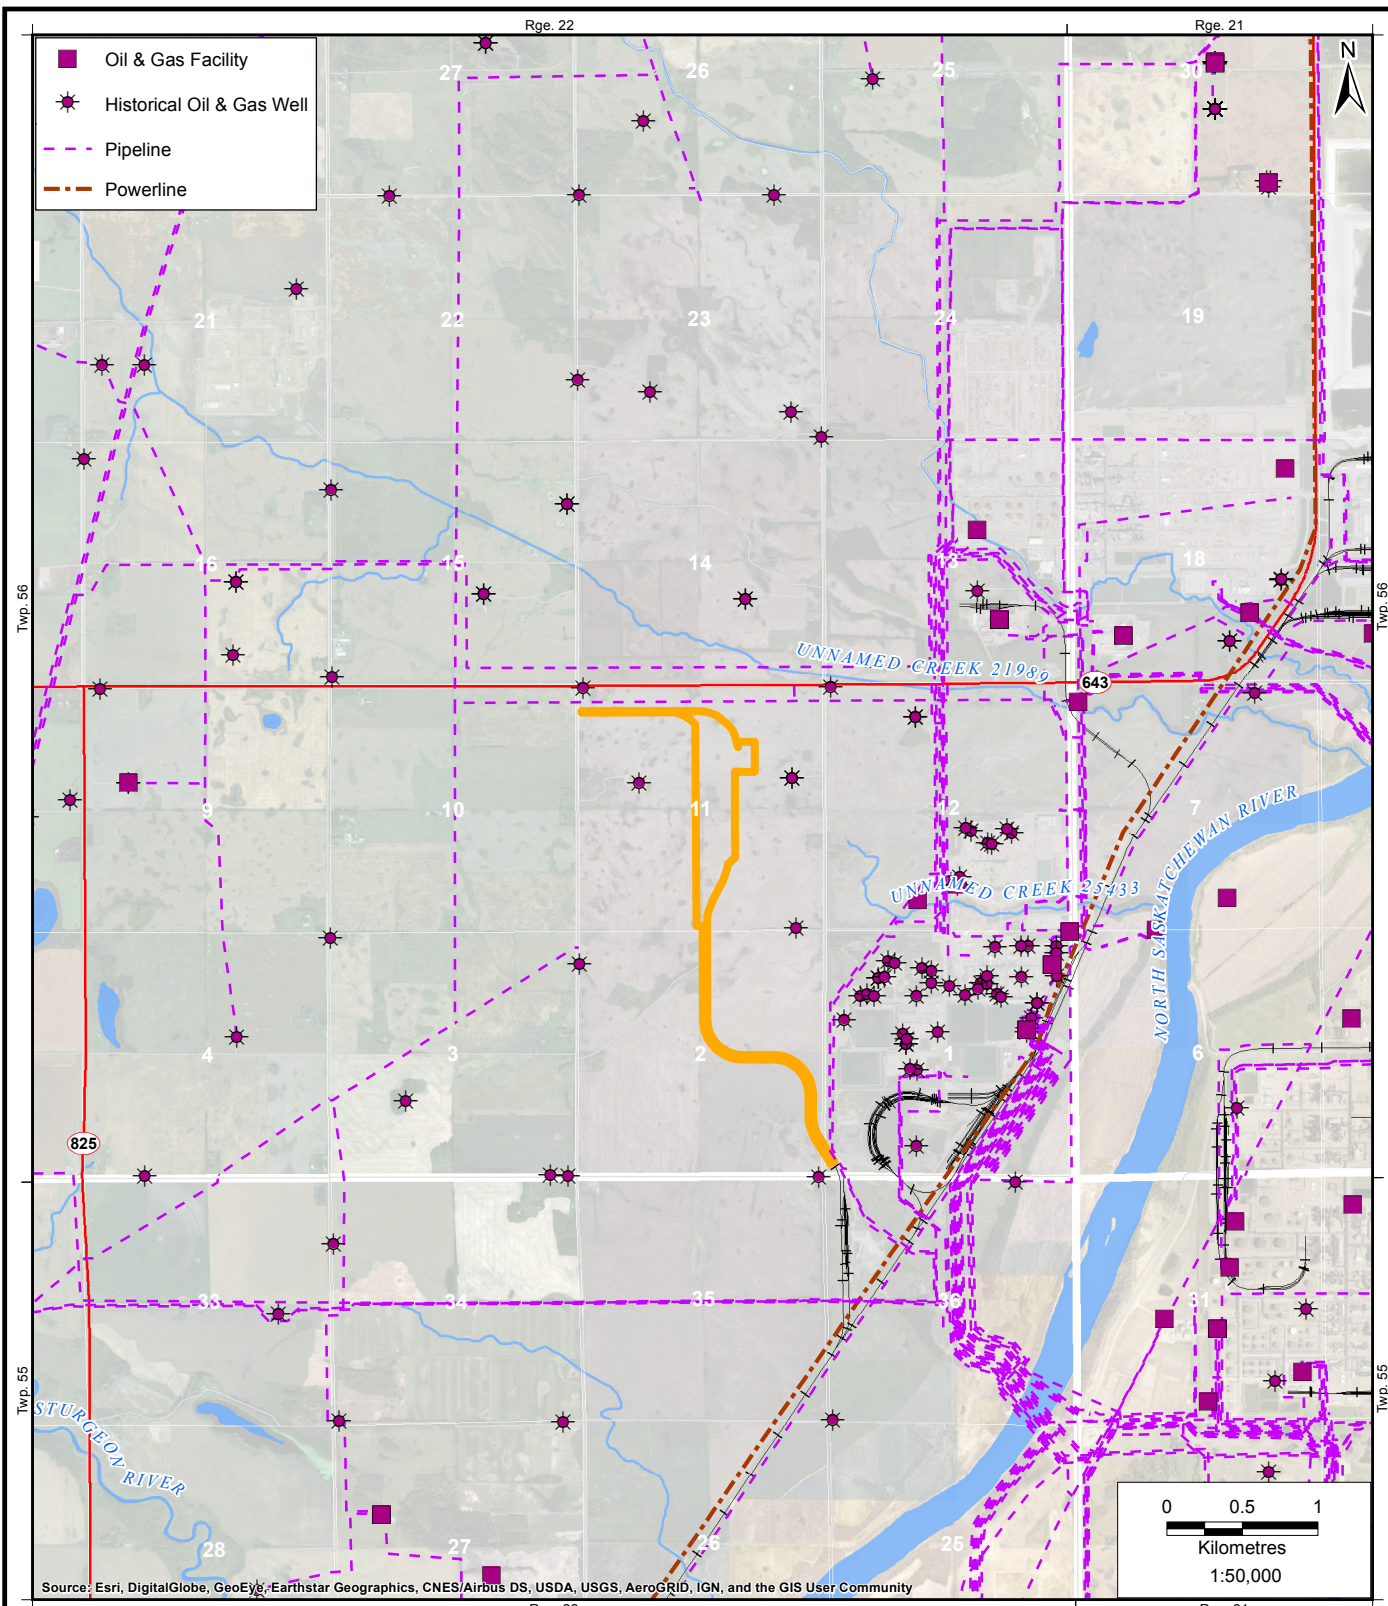 Rge. 22
Rge. 21
Oil & Gas Facility
Historical Oil & Gas Well
Pipeline
Powerline
N
27
26
25
30
21
22
23
24
19
16
15
14
13
18
Twp. 56
Twp. 56
UNNAMED CREEK 21989
643
9
10
11
12
7
UNNAMED CREEK 25433
NORTH SASKATCHEWAN RIVER
4
3
2
1
6
825
33
34
35
36
31
Twp. 55
Twp. 55
STURGEON RIVER
28
27
26
25
0 0.5 1
Kilometres
1:50,000
Source: Esri, DigitalGlobe, GeoEye, Earthstar Geographics, CNES/Airbus DS, USDA, USGS, AeroGRID, IGN, and the GIS User Community